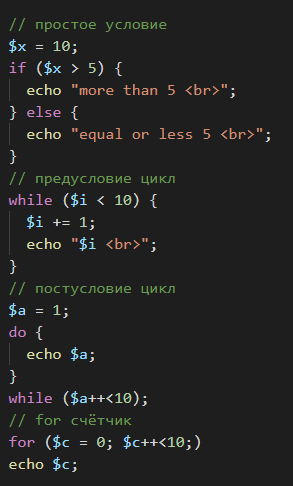 // простое условие
$x = 10;
if ($x > 5) {
  echo "more than 5 <br>";
} else {
  echo "equal or less 5 <br>";
}
// предусловие цикл
while ($i < 10) {
  $i += 1;
  echo "$i <br>";
}
// постусловие цикл
$a = 1;
do {
  echo $a;
}
while ($a++<10);
// for счётчик
for ($c = 0; $c++<10;)
echo $c;